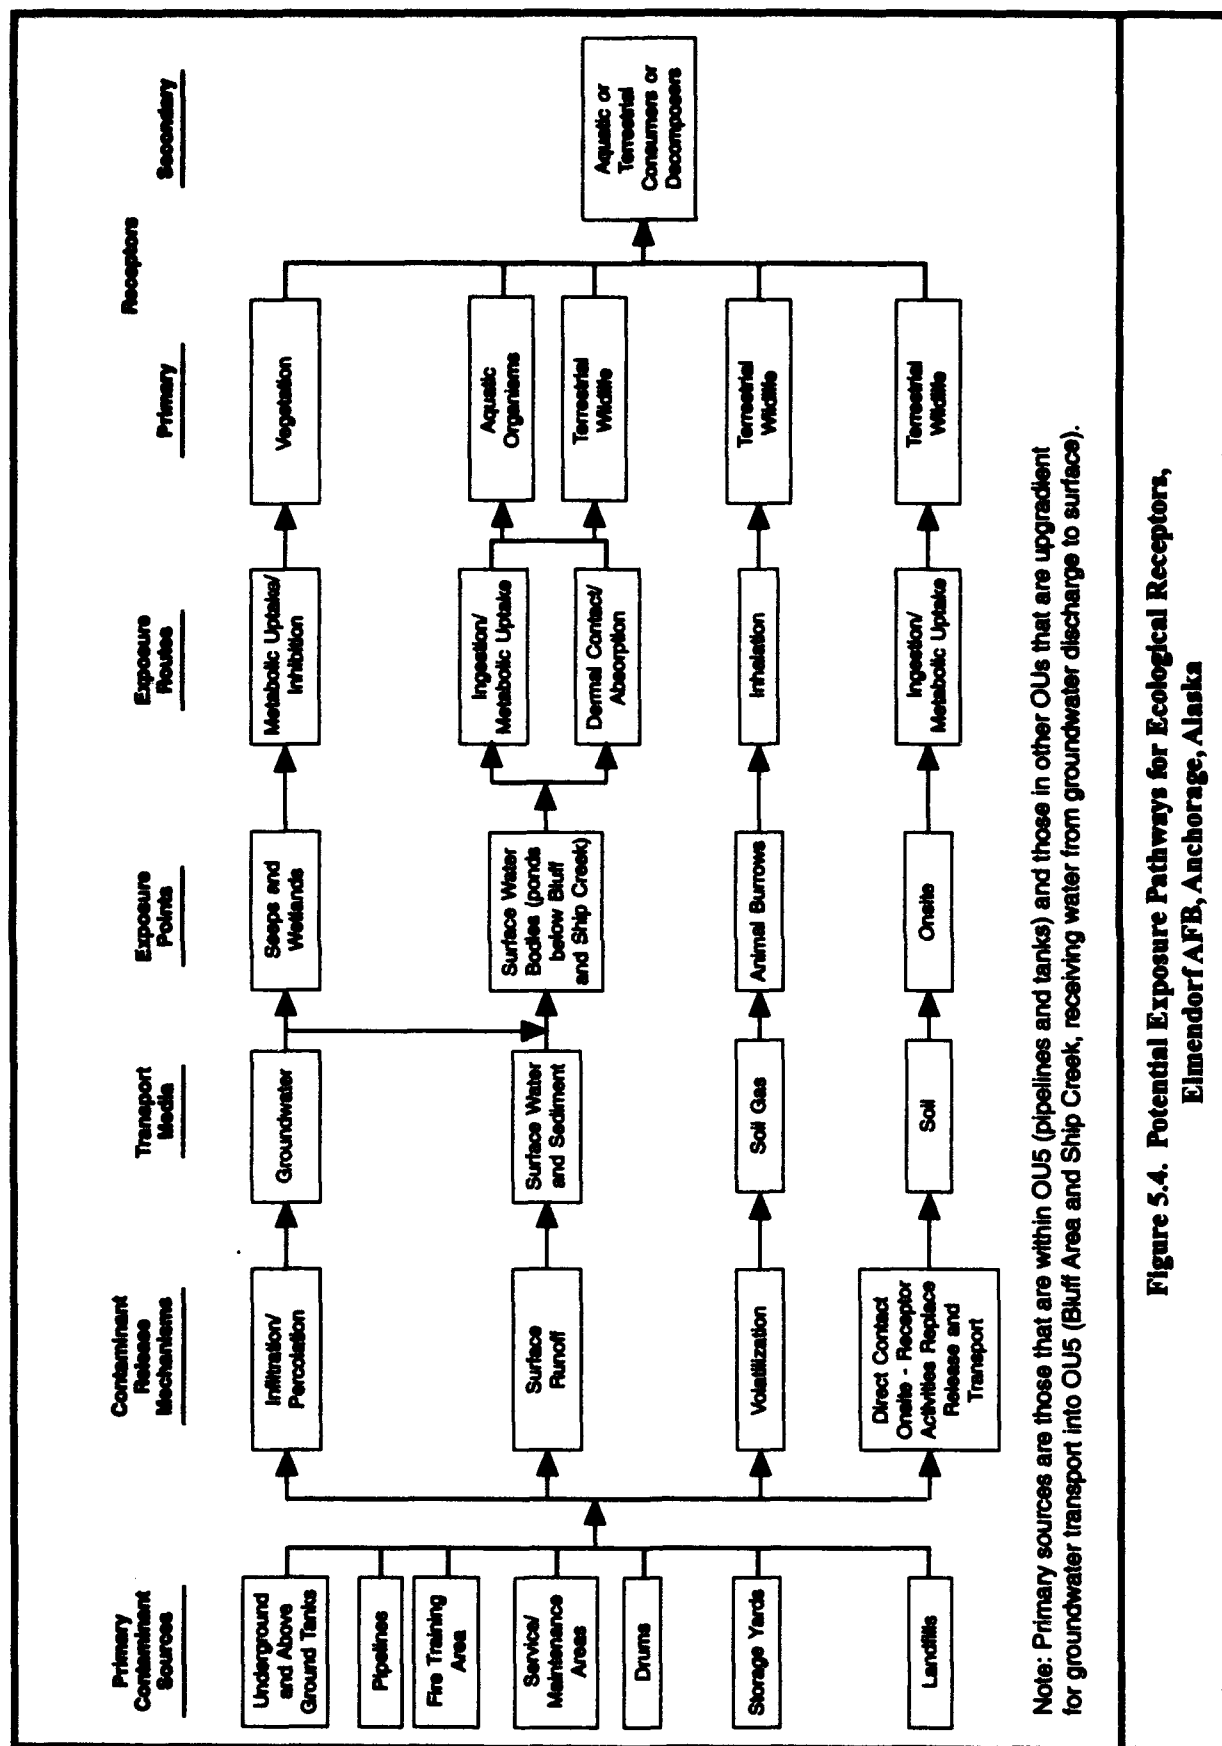 Primary
Contaminant
Sources
Contaminant
Release
Mechanisms
Transport
Media
Exposure
Points
Exposure
Routes
Receptors
Primary
Secondary
Underground
and Above
Ground Tanks
Pipelines
Fire Training
Area
Service/
Maintenance
Areas
Drums
Storage Yards
Landfills
Infiltration/
Percolation
Surface
Runoff
Volatilization
Direct Contact
Onsite - Receptor
Activities Replace
Release and
Transport
Groundwater
Surface Water
and Sediment
Soil Gas
Soil
Seeps and
Wetlands
Surface Water
Bodies (ponds
below Bluff
and Ship Creek)
Animal Burrows
Onsite
Metabolic Uptake/
Inhibition
Ingestion/
Metabolic Uptake
Dermal Contact/
Absorption
Inhalation
Ingestion/
Metabolic Uptake
Vegetation
Aquatic
Organisms
Terrestrial
Wildlife
Terrestrial
Wildlife
Terrestrial
Wildlife
Aquatic or
Terrestrial
Consumers or
Decomposers
Note: Primary sources are those that are within OU5 (pipelines and tanks) and those in other OUs that are upgradient
for groundwater transport into OU5 (Bluff Area and Ship Creek, receiving water from groundwater discharge to surface).
Figure 5.4. Potential Exposure Pathways for Ecological Receptors,
Elmendorf AFB, Anchorage, Alaska